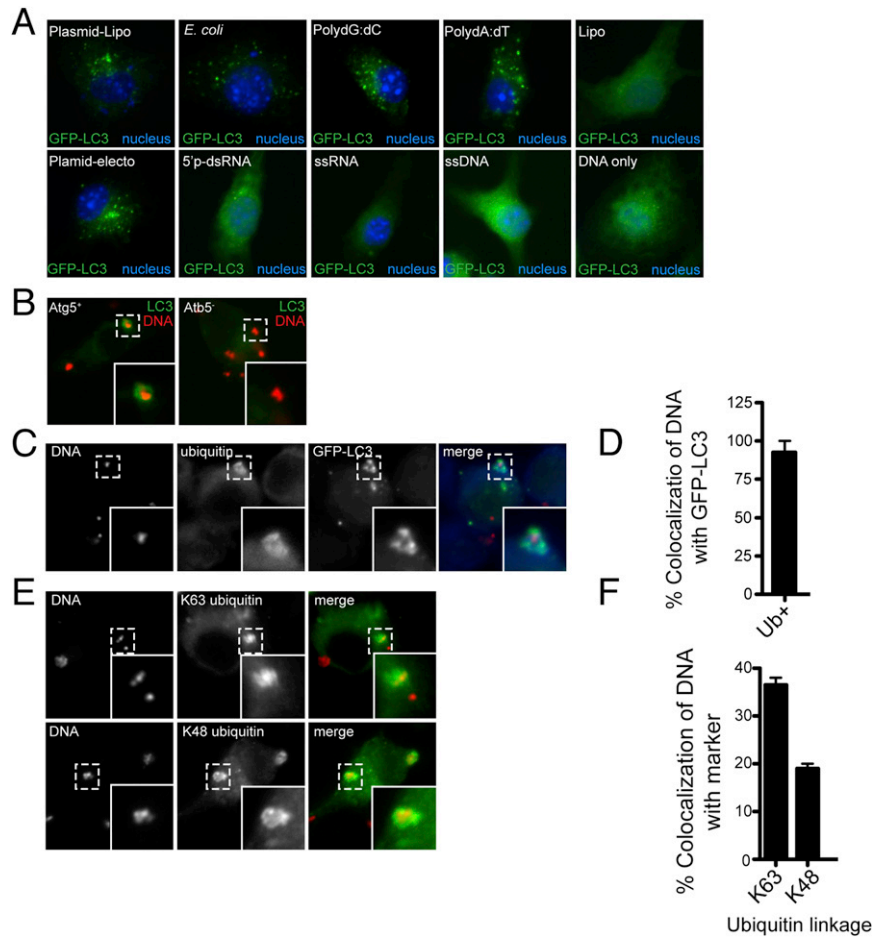 A
Plasmid-Lipo
E. coli
PolydG:dC
PolydA:dT
Lipo
GFP-LC3 nucleus
GFP-LC3 nucleus
GFP-LC3 nucleus
GFP-LC3 nucleus
GFP-LC3 nucleus
Plamid-electo
5'p-dsRNA
ssRNA
ssDNA
DNA only
GFP-LC3 nucleus
GFP-LC3 nucleus
GFP-LC3 nucleus
GFP-LC3 nucleus
GFP-LC3 nucleus
B
Atg5+
LC3
DNA
Atb5-
LC3
DNA
C
DNA
ubiquitin
GFP-LC3
merge
D
% Colocalizatio of DNA
with GFP-LC3
125
100
75
50
25
0
Ub+
E
DNA
K63 ubiquitin
merge
DNA
K48 ubiquitin
merge
F
% Colocalization of DNA
with marker
40
30
20
10
0
K63
K48
Ubiquitin linkage